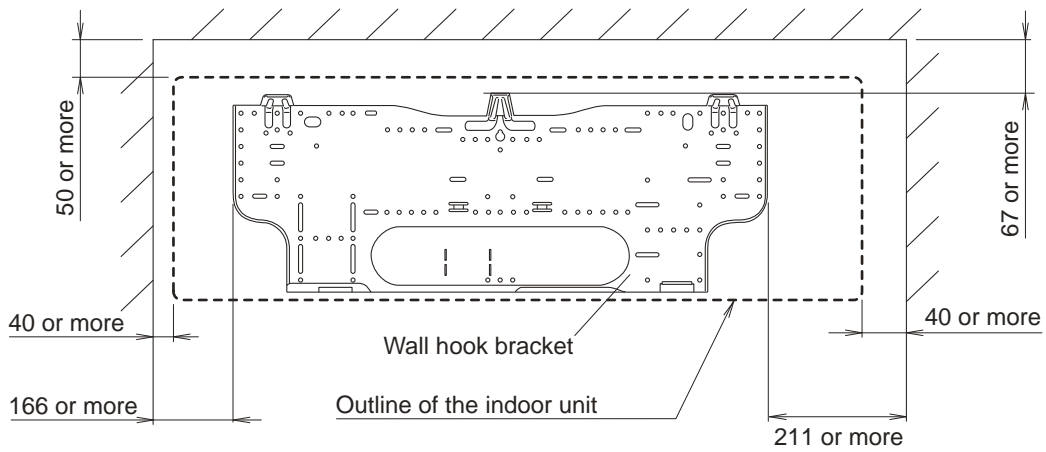 50 or more
67 or more
40 or more
40 or more
Wall hook bracket
166 or more
Outline of the indoor unit
211 or more